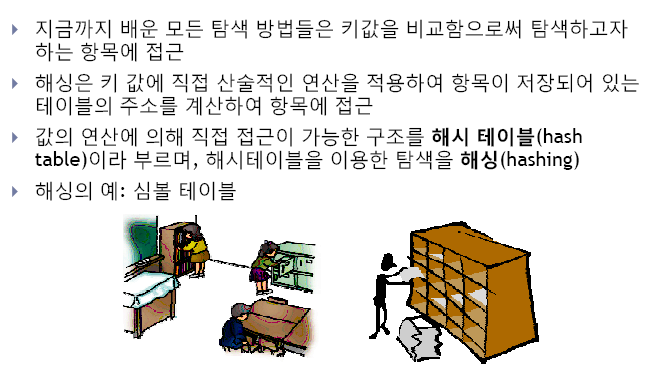 지금까지 배운 모든 탐색 방법들은 키값을 비교함으로써 탐색하고자
하는 항목에 접근
해싱은 키 값에 직접 산술적인 연산을 적용하여 항목이 저장되어 있는
테이블의 주소를 계산하여 항목에 접근
값의 연산에 의해 직접 접근이 가능한 구조를 해시 테이블(hash
table)이라 부르며, 해시테이블을 이용한 탐색을 해싱(hashing)
해싱의 예: 심볼 테이블